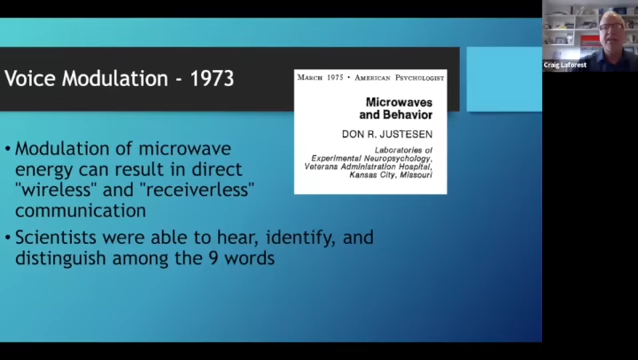 Craig Laforest
Voice Modulation - 1973
MARCH 1975 • AMERICAN PSYCHOLOGIST
Microwaves
and Behavior
DON R. JUSTESEN
Laboratories of
Experimental Neuropsychology,
Veterans Administration Hospital,
Kansas City, Missouri
• Modulation of microwave
energy can result in direct
"wireless" and "receiverless"
communication
• Scientists were able to hear, identify, and
distinguish among the 9 words